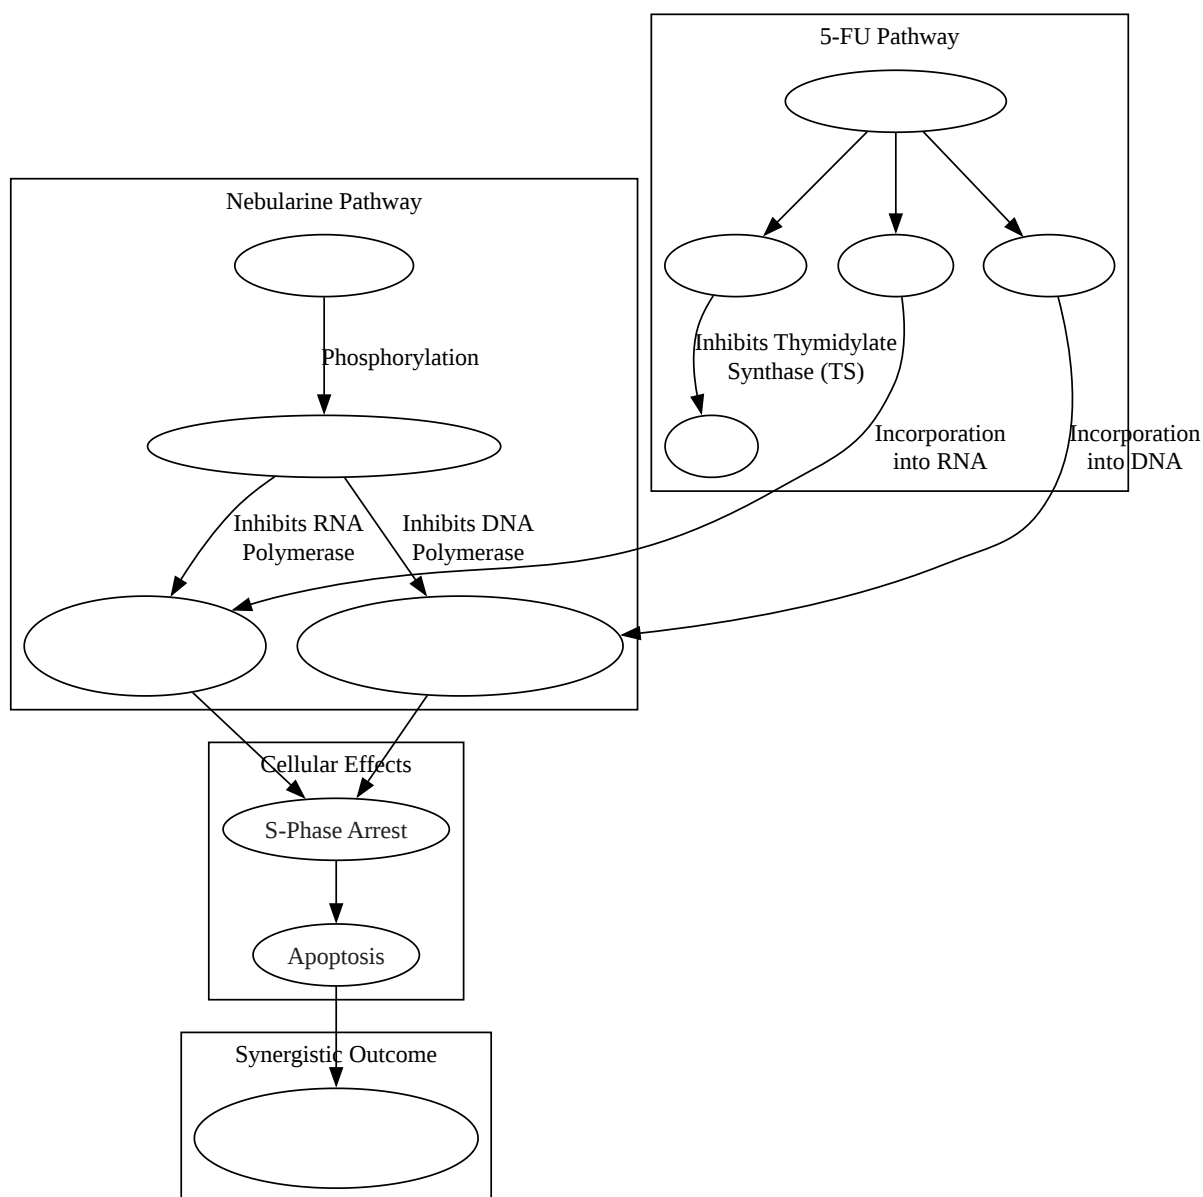 5-FU Pathway
Nebularine Pathway
Phosphorylation
Inhibits Thymidylate
Synthase (TS)
Incorporation
into RNA
Incorporation
into DNA
Inhibits RNA
Polymerase
Inhibits DNA
Polymerase
Cellular Effects
S-Phase Arrest
Apoptosis
Synergistic Outcome